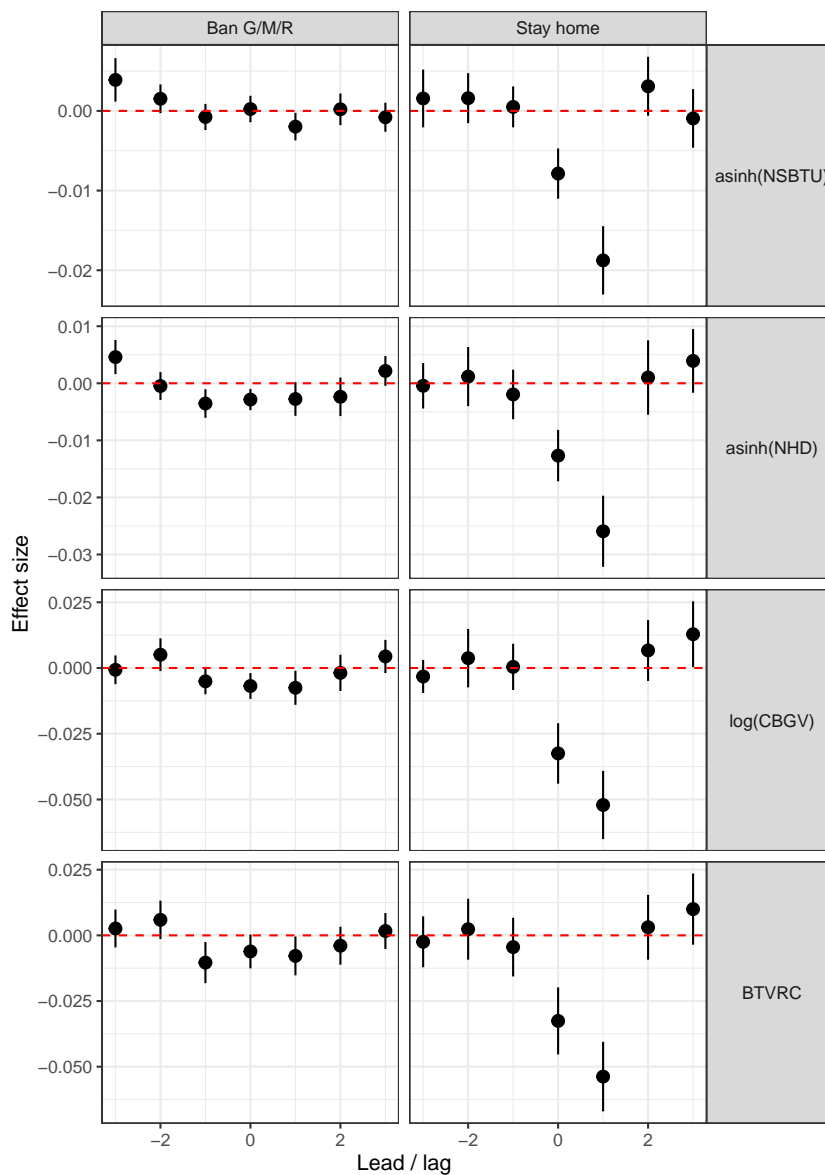 Ban G/M/R
Stay home
0.00
−0.01
−0.02
asinh(NSBTU)
0.01
0.00
−0.01
−0.02
−0.03
asinh(NHD)
0.025
0.000
−0.025
−0.050
log(CBGV)
0.025
0.000
−0.025
−0.050
BTVRC
−2 0 2
−2 0 2
Lead / lag
Effect size